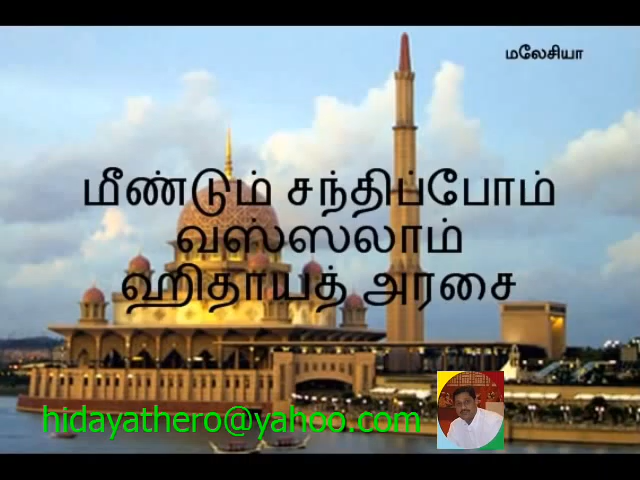 மலேசியா
மீண்டும் சந்திப்போம்
வஸ்ஸலாம்
ஹிதாயத் அரசை
hidayathero@yahoo.com